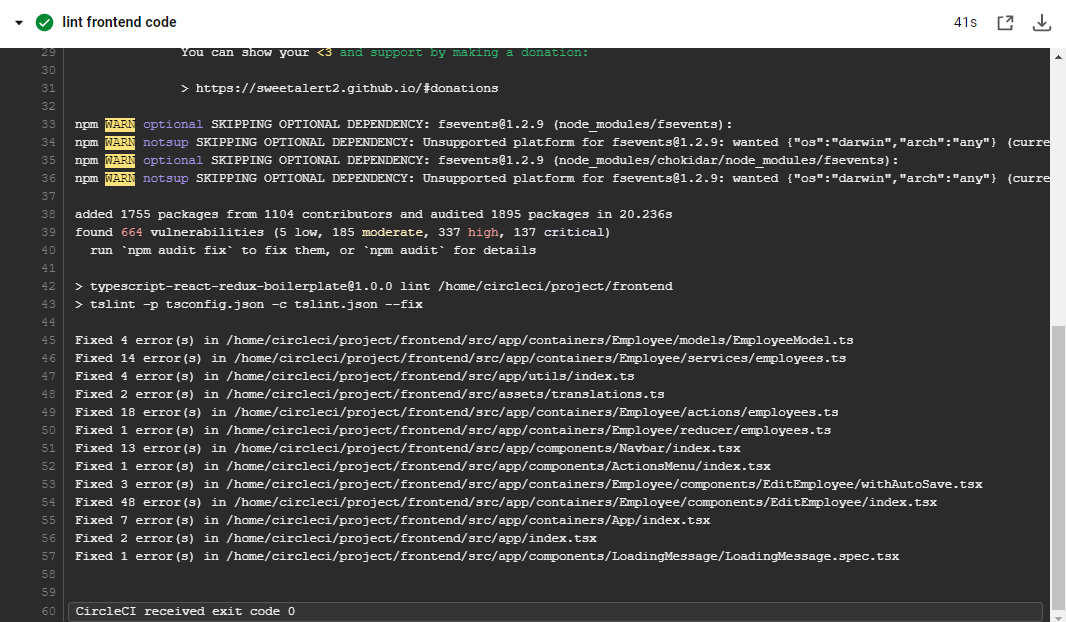 lint frontend code 41s
29 You can show your <3 and support by making a donation:
30
31 > https://sweetalert2.github.io/#donations
32
33 npm WARN optional SKIPPING OPTIONAL DEPENDENCY: fsevents@1.2.9 (node_modules/fsevents):
34 npm WARN notsup SKIPPING OPTIONAL DEPENDENCY: Unsupported platform for fsevents@1.2.9: wanted {"os":"darwin","arch":"any"} (curre
35 npm WARN optional SKIPPING OPTIONAL DEPENDENCY: fsevents@1.2.9 (node_modules/chokidar/node_modules/fsevents):
36 npm WARN notsup SKIPPING OPTIONAL DEPENDENCY: Unsupported platform for fsevents@1.2.9: wanted {"os":"darwin","arch":"any"} (curre
37
38 added 1755 packages from 1104 contributors and audited 1895 packages in 20.236s
39 found 664 vulnerabilities (5 low, 185 moderate, 337 high, 137 critical)
40 run `npm audit fix` to fix them, or `npm audit` for details
41
42 > typescript-react-redux-boilerplate@1.0.0 lint /home/circleci/project/frontend
43 > tslint -p tsconfig.json -c tslint.json --fix
44
45 Fixed 4 error(s) in /home/circleci/project/frontend/src/app/containers/Employee/models/EmployeeModel.ts
46 Fixed 14 error(s) in /home/circleci/project/frontend/src/app/containers/Employee/services/employees.ts
47 Fixed 4 error(s) in /home/circleci/project/frontend/src/app/utils/index.ts
48 Fixed 2 error(s) in /home/circleci/project/frontend/src/assets/translations.ts
49 Fixed 18 error(s) in /home/circleci/project/frontend/src/app/containers/Employee/actions/employees.ts
50 Fixed 1 error(s) in /home/circleci/project/frontend/src/app/containers/Employee/reducer/employees.ts
51 Fixed 13 error(s) in /home/circleci/project/frontend/src/app/components/Navbar/index.tsx
52 Fixed 1 error(s) in /home/circleci/project/frontend/src/app/components/ActionsMenu/index.tsx
53 Fixed 3 error(s) in /home/circleci/project/frontend/src/app/containers/Employee/components/EditEmployee/withAutoSave.tsx
54 Fixed 48 error(s) in /home/circleci/project/frontend/src/app/containers/Employee/components/EditEmployee/index.tsx
55 Fixed 7 error(s) in /home/circleci/project/frontend/src/app/containers/App/index.tsx
56 Fixed 2 error(s) in /home/circleci/project/frontend/src/app/index.tsx
57 Fixed 1 error(s) in /home/circleci/project/frontend/src/app/components/LoadingMessage/LoadingMessage.spec.tsx
58
59
60 CircleCI received exit code 0